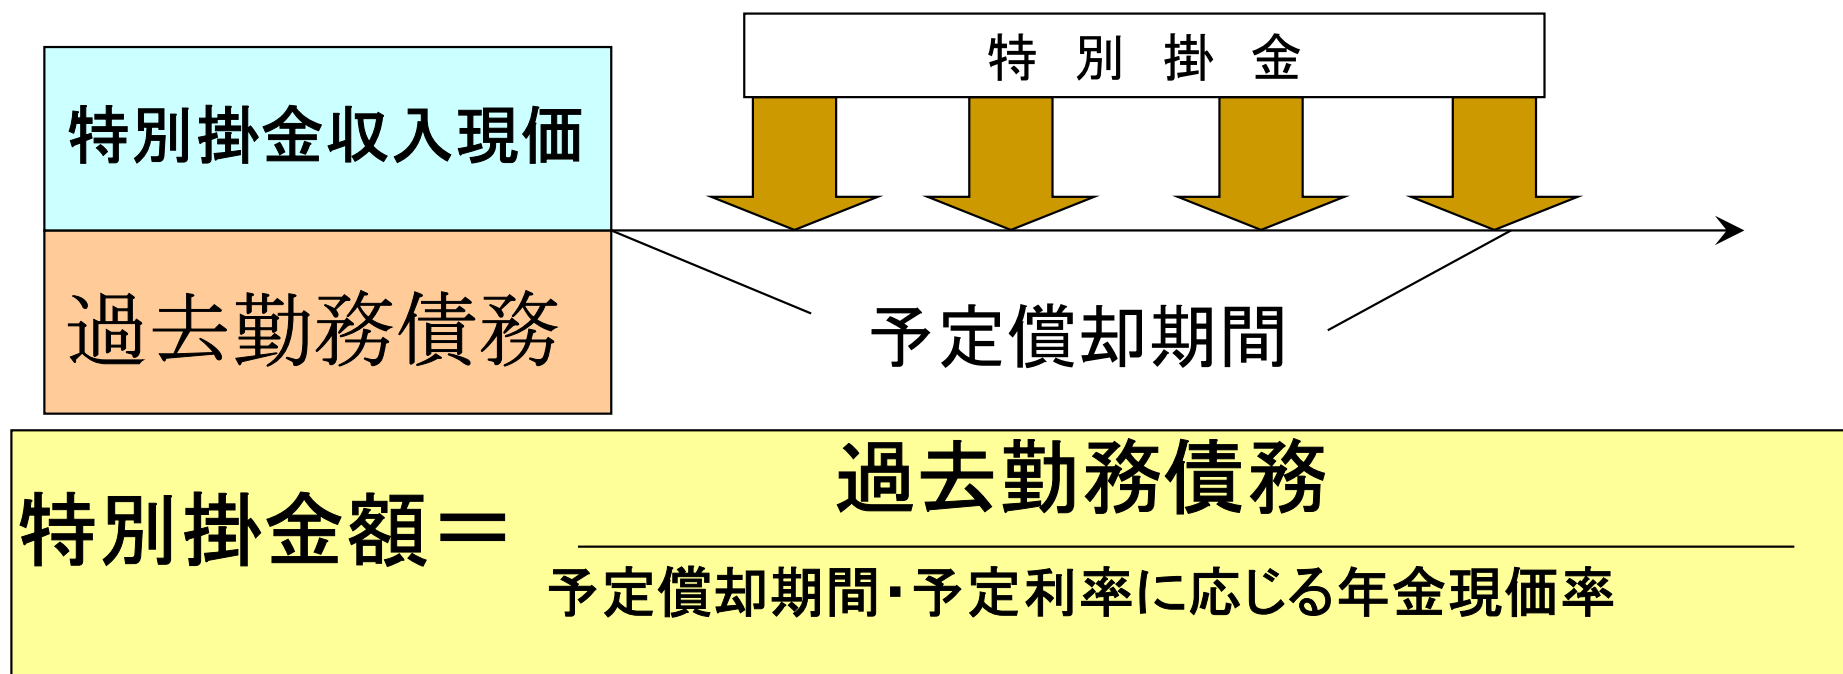 特別掛金
特別掛金収入現価
過去勤務債務
予定償却期間
過去勤務債務
特別掛金額＝
予定償却期間・予定利率に応じる年金現価率